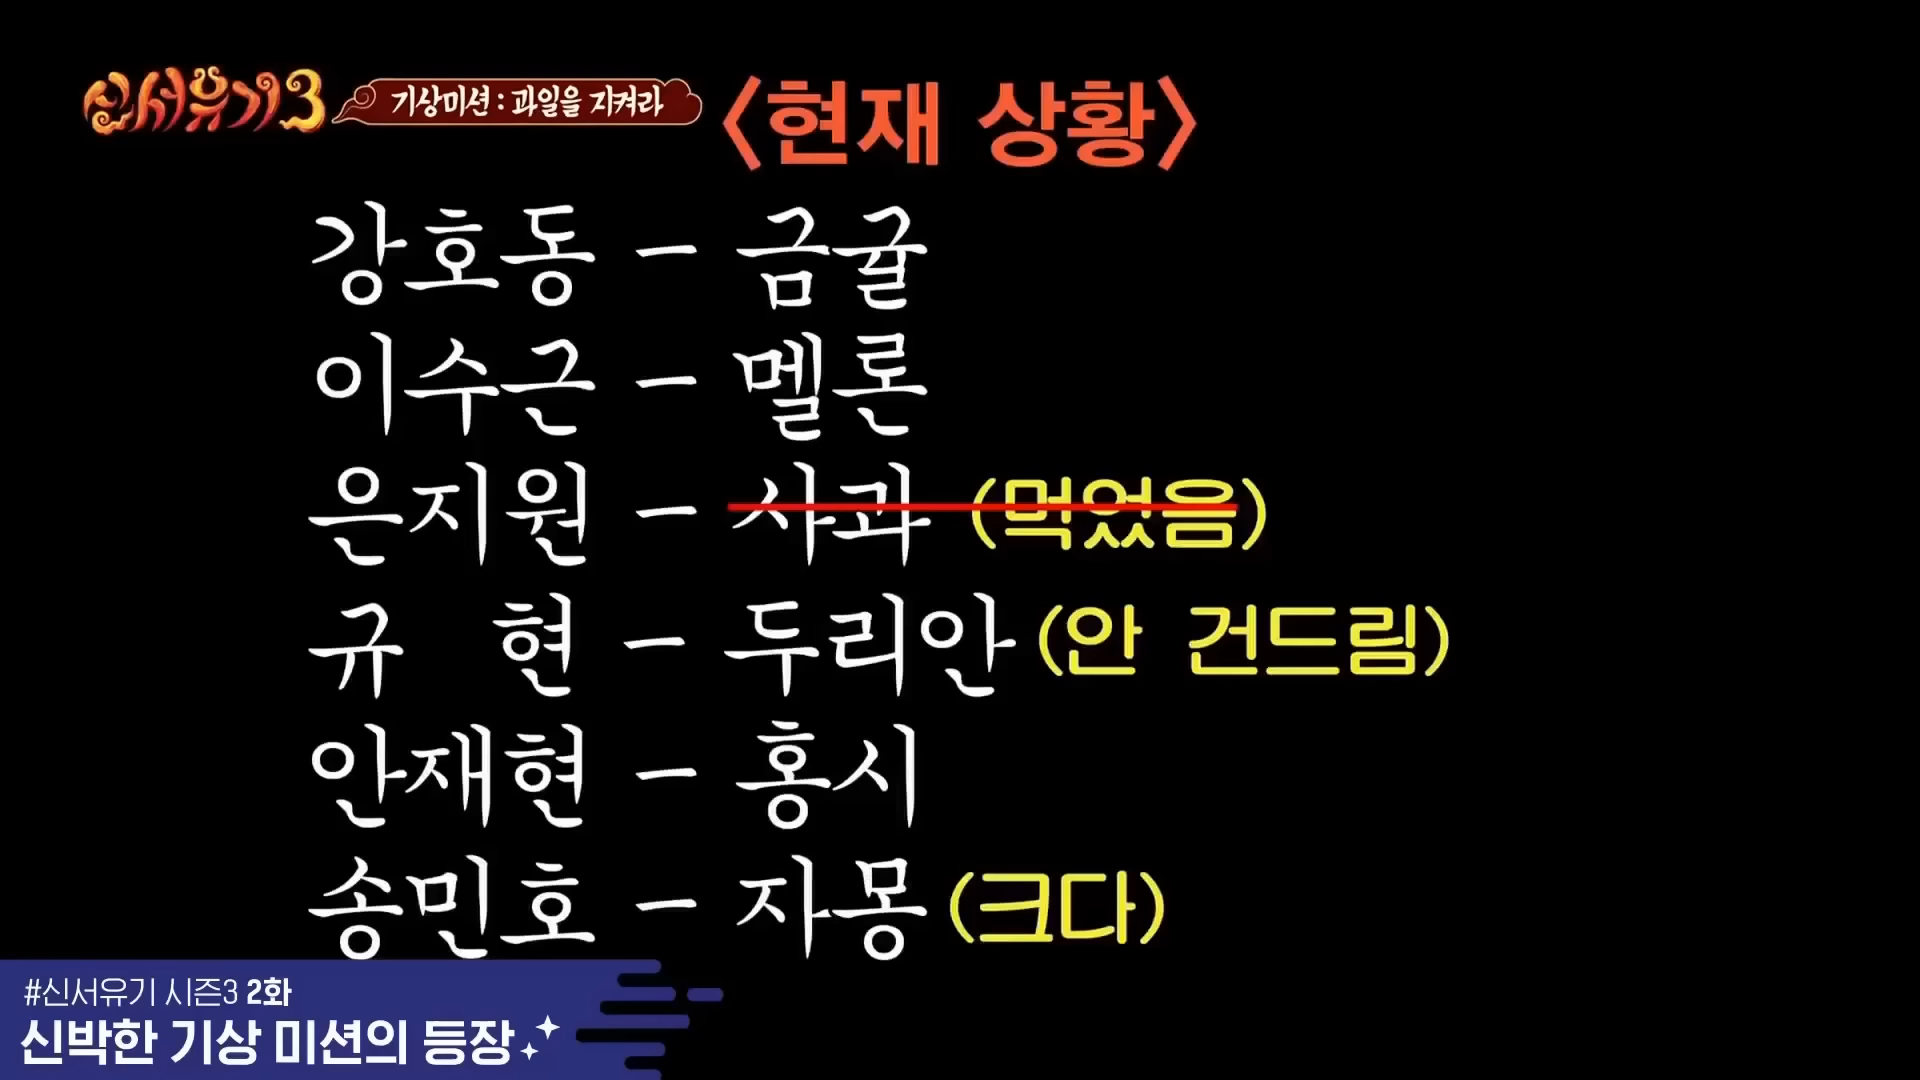 신서유기3
기상미션 : 과일을 지켜라
<현재 상황>
강호동 - 금귤
이수근 - 멜론
은지원 - 사과 (먹었음)
규 현 - 두리안 (안 건드림)
안재현 - 홍시
송민호 - 자몽 (크다)
#신서유기 시즌3 2화
신박한 기상 미션의 등장